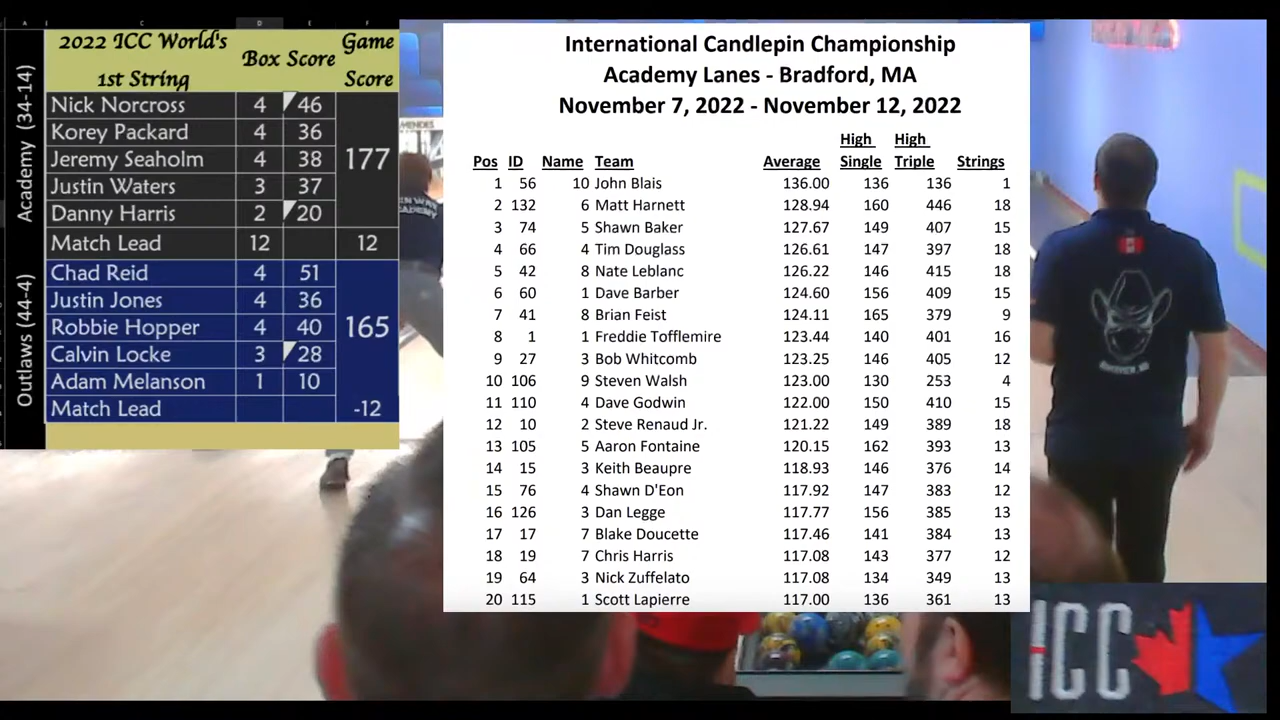 A C D E F
Academy (34-14)
Outlaws (44-4)
2022 ICC World's 1st String Box Score Game Score
Nick Norcross 4 46
Korey Packard 4 36
Jeremy Seaholm 4 38 177
Justin Waters 3 37
Danny Harris 2 20
Match Lead 12 12
Chad Reid 4 51
Justin Jones 4 36
Robbie Hopper 4 40 165
Calvin Locke 3 28
Adam Melanson 1 10
Match Lead -12
International Candlepin Championship
Academy Lanes - Bradford, MA
November 7, 2022 - November 12, 2022
High High
Pos ID Name Team Average Single Triple Strings
1 56 10 John Blais 136.00 136 136 1
2 132 6 Matt Harnett 128.94 160 446 18
3 74 5 Shawn Baker 127.67 149 407 15
4 66 4 Tim Douglass 126.61 147 397 18
5 42 8 Nate Leblanc 126.22 146 415 18
6 60 1 Dave Barber 124.60 156 409 15
7 41 8 Brian Feist 124.11 165 379 9
8 1 1 Freddie Tofflemire 123.44 140 401 16
9 27 3 Bob Whitcomb 123.25 146 405 12
10 106 9 Steven Walsh 123.00 130 253 4
11 110 4 Dave Godwin 122.00 150 410 15
12 10 2 Steve Renaud Jr. 121.22 149 389 18
13 105 5 Aaron Fontaine 120.15 162 393 13
14 15 3 Keith Beaupre 118.93 146 376 14
15 76 4 Shawn D'Eon 117.92 147 383 12
16 126 3 Dan Legge 117.77 156 385 13
17 17 7 Blake Doucette 117.46 141 384 13
18 19 7 Chris Harris 117.08 143 377 12
19 64 3 Nick Zuffelato 117.08 134 349 13
20 115 1 Scott Lapierre 117.00 136 361 13
MENDES
ICC